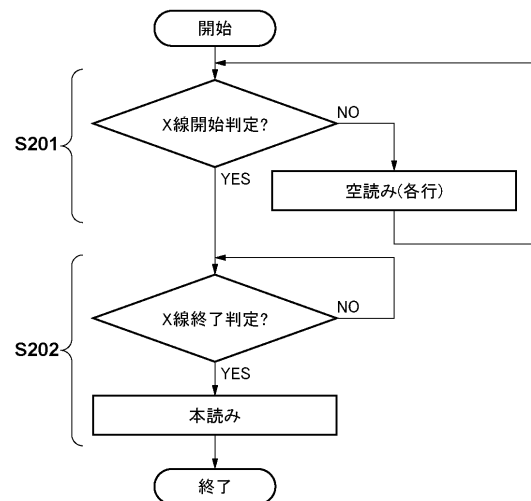 開始
X線開始判定?
NO
S201
YES
空読み(各行)
X線終了判定?
NO
S202
YES
本読み
終了